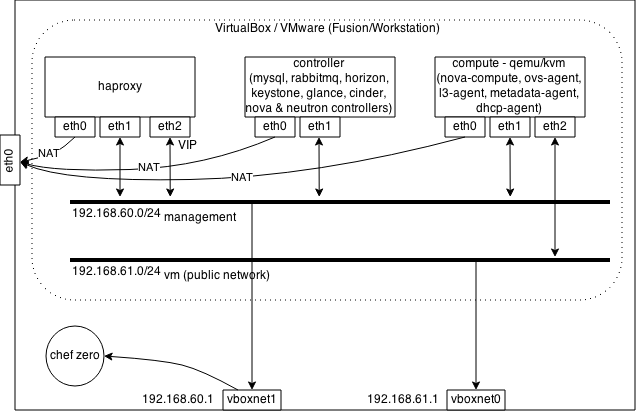 VirtualBox / VMware (Fusion/Workstation)
haproxy
controller
(mysql, rabbitmq, horizon,
keystone, glance, cinder,
nova & neutron controllers)
compute - qemu/kvm
(nova-compute, ovs-agent,
l3-agent, metadata-agent,
dhcp-agent)
eth0
eth1
eth2
eth0
eth1
eth0
eth1
eth2
VIP
eth0
NAT
NAT
NAT
192.168.60.0/24 management
192.168.61.0/24 vm (public network)
chef zero
192.168.60.1
vboxnet1
192.168.61.1
vboxnet0